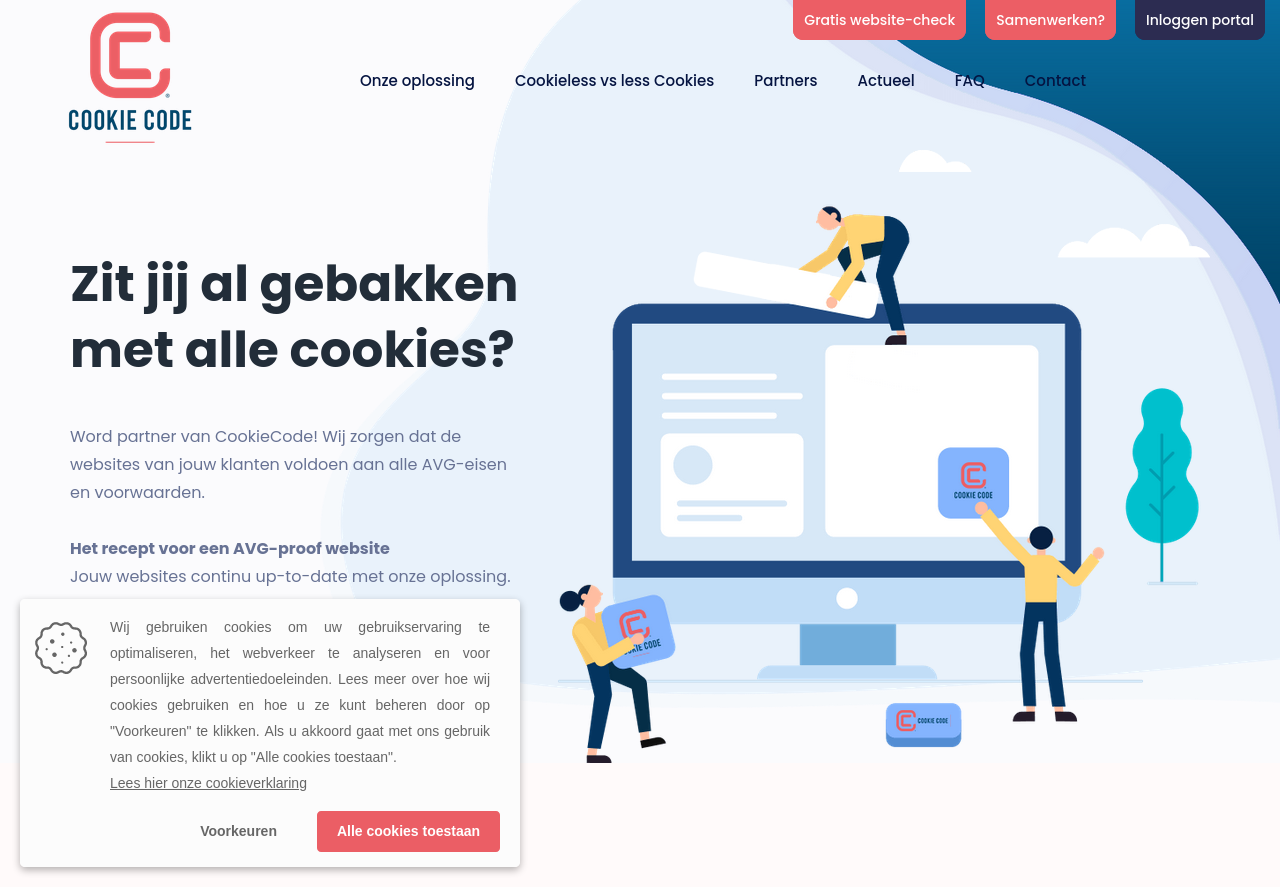 Gratis website-check
Samenwerken?
Inloggen portal
COOKIE CODE
Onze oplossing
Cookieless vs less Cookies
Partners
Actueel
FAQ
Contact
Zit jij al gebakken
met alle cookies?
Word partner van CookieCode! Wij zorgen dat de
websites van jouw klanten voldoen aan alle AVG-eisen
en voorwaarden.
Het recept voor een AVG-proof website
Jouw websites continu up-to-date met onze oplossing.
COOKIE CODE
COOKIE CODE
Wij gebruiken cookies om uw gebruikservaring te
optimaliseren, het webverkeer te analyseren en voor
persoonlijke advertentiedoeleinden. Lees meer over hoe wij
cookies gebruiken en hoe u ze kunt beheren door op
"Voorkeuren" te klikken. Als u akkoord gaat met ons gebruik
van cookies, klikt u op "Alle cookies toestaan".
Lees hier onze cookieverklaring
Voorkeuren
Alle cookies toestaan